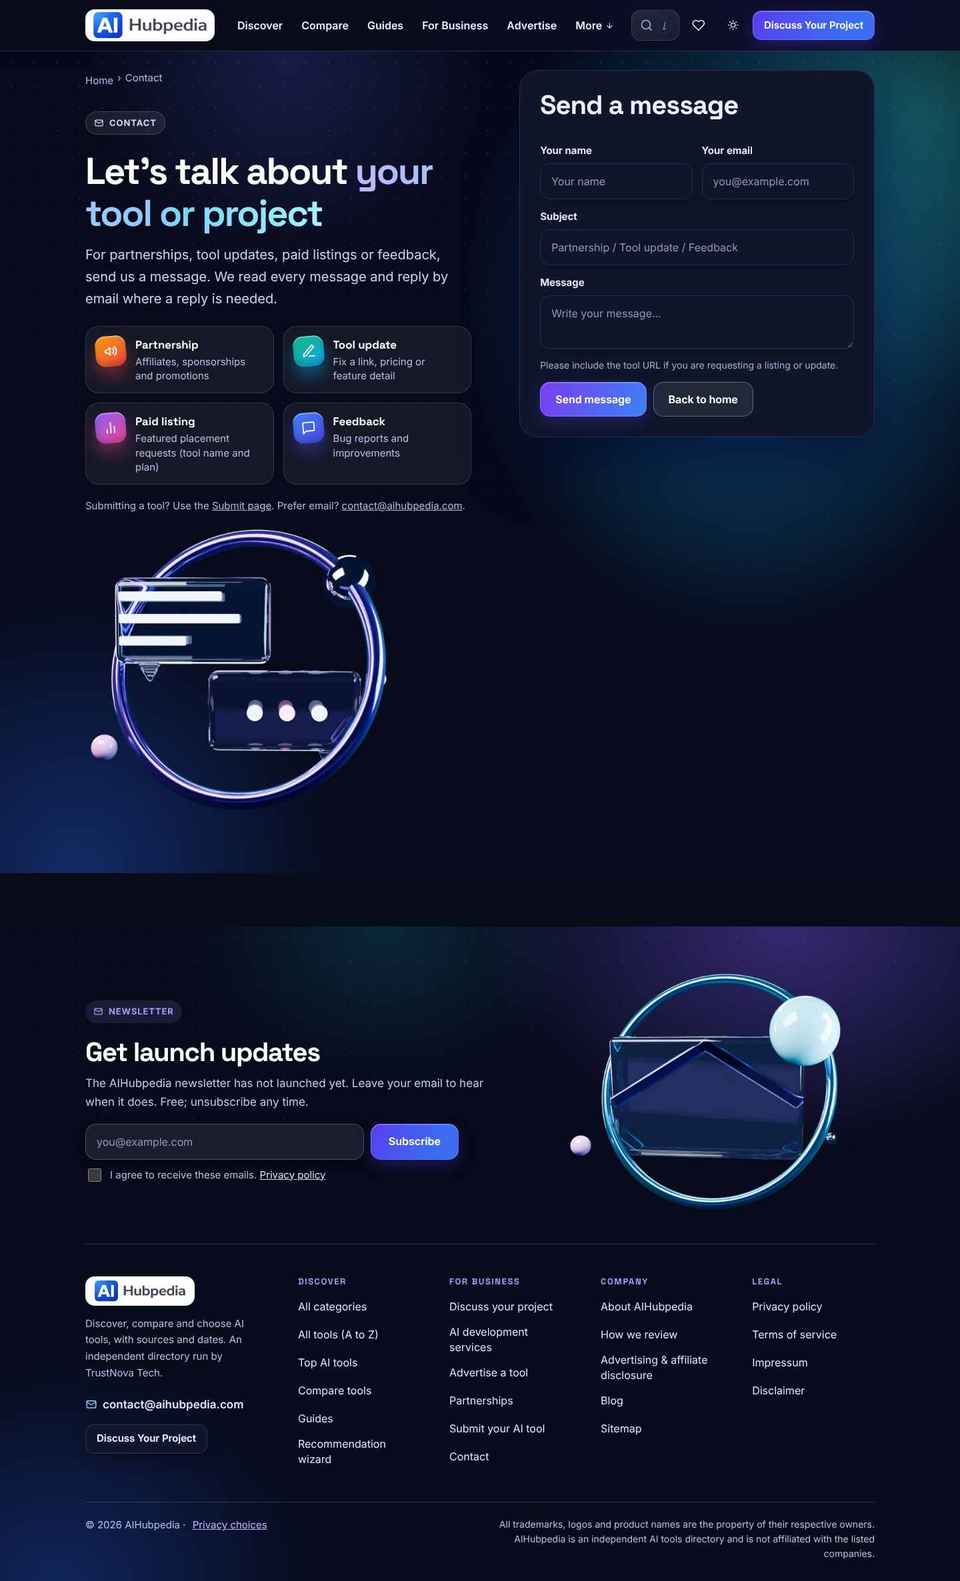 AI Hubpedia
Discover Compare Guides For Business Advertise More ↓ / Discuss Your Project
Home › Contact
CONTACT
Let’s talk about your
tool or project
For partnerships, tool updates, paid listings or feedback,
send us a message. We read every message and reply by
email where a reply is needed.
Partnership
Affiliates, sponsorships
and promotions
Tool update
Fix a link, pricing or
feature detail
Paid listing
Featured placement
requests (tool name and
plan)
Feedback
Bug reports and
improvements
Submitting a tool? Use the Submit page. Prefer email? contact@aihubpedia.com.
Send a message
Your name Your email
Your name you@example.com
Subject
Partnership / Tool update / Feedback
Message
Write your message...
Please include the tool URL if you are requesting a listing or update.
Send message Back to home
NEWSLETTER
Get launch updates
The AIHubpedia newsletter has not launched yet. Leave your email to hear
when it does. Free; unsubscribe any time.
you@example.com Subscribe
I agree to receive these emails. Privacy policy
AI Hubpedia
Discover, compare and choose AI
tools, with sources and dates. An
independent directory run by
TrustNova Tech.
contact@aihubpedia.com
Discuss Your Project
DISCOVER
All categories
All tools (A to Z)
Top AI tools
Compare tools
Guides
Recommendation
wizard
FOR BUSINESS
Discuss your project
AI development
services
Advertise a tool
Partnerships
Submit your AI tool
Contact
COMPANY
About AIHubpedia
How we review
Advertising & affiliate
disclosure
Blog
Sitemap
LEGAL
Privacy policy
Terms of service
Impressum
Disclaimer
© 2026 AIHubpedia · Privacy choices
All trademarks, logos and product names are the property of their respective owners.
AIHubpedia is an independent AI tools directory and is not affiliated with the listed
companies.